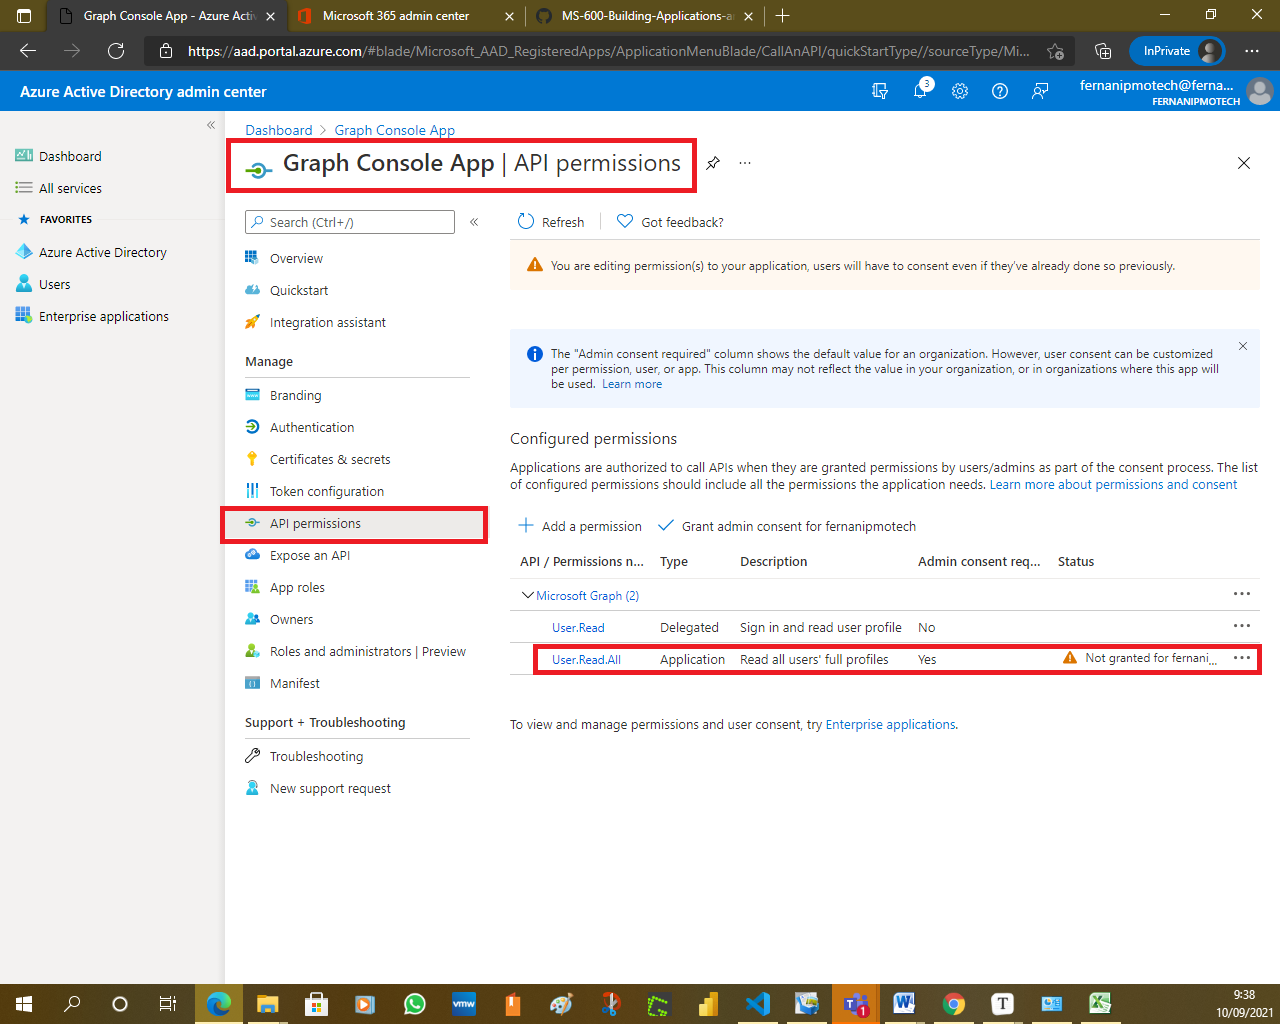 Graph Console App - Azure Activ
Microsoft 365 admin center
MS-600-Building-Applications-a
https://aad.portal.azure.com/#blade/Microsoft_AAD_RegisteredApps/ApplicationMenuBlade/CallAnAPI/quickStartType//sourceType/Mi...
InPrivate
Azure Active Directory admin center
3
fernanipmotech@ferna...
FERNANIPMOTECH
Dashboard
All services
FAVORITES
Azure Active Directory
Users
Enterprise applications
Dashboard > Graph Console App
Graph Console App | API permissions
Search (Ctrl+/)
Overview
Quickstart
Integration assistant
Manage
Branding
Authentication
Certificates & secrets
Token configuration
API permissions
Expose an API
App roles
Owners
Roles and administrators | Preview
Manifest
Support + Troubleshooting
Troubleshooting
New support request
Refresh
Got feedback?
You are editing permission(s) to your application, users will have to consent even if they've already done so previously.
The "Admin consent required" column shows the default value for an organization. However, user consent can be customized
per permission, user, or app. This column may not reflect the value in your organization, or in organizations where this app will
be used. Learn more
Configured permissions
Applications are authorized to call APIs when they are granted permissions by users/admins as part of the consent process. The list
of configured permissions should include all the permissions the application needs. Learn more about permissions and consent
Add a permission
Grant admin consent for fernanipmotech
API / Permissions n... Type Description Admin consent req... Status
Microsoft Graph (2)
User.Read Delegated Sign in and read user profile No
User.Read.All Application Read all users' full profiles Yes Not granted for fernani...
To view and manage permissions and user consent, try Enterprise applications.
vmw
1
T
9:38
10/09/2021